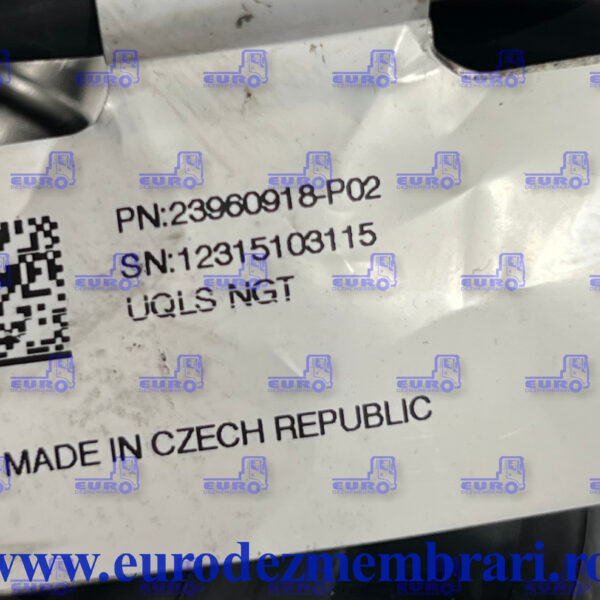 PN:23960918-P02
SN:12315103115
UQLS NGT
MADE IN CZECH REPUBLIC
www.eurodezmembrari.ro